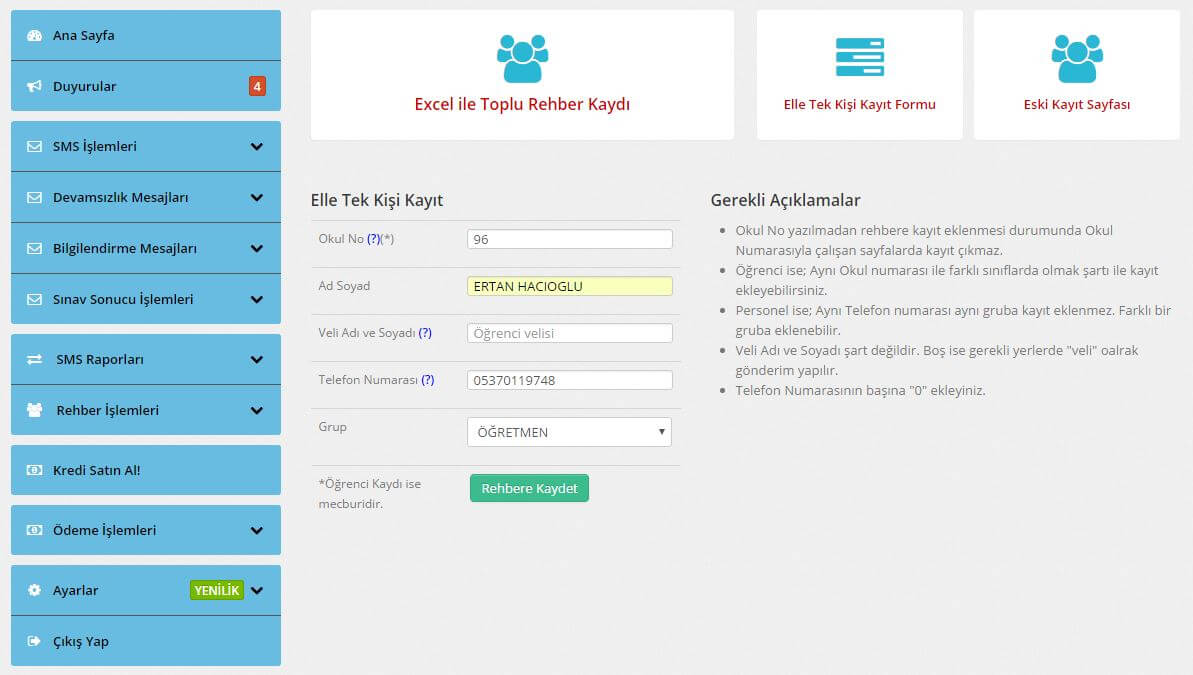 Ana Sayfa
Duyurular 4
SMS İşlemleri
Devamsızlık Mesajları
Bilgilendirme Mesajları
Sınav Sonucu İşlemleri
SMS Raporları
Rehber İşlemleri
Kredi Satın Al!
Ödeme İşlemleri
Ayarlar YENİLİK
Çıkış Yap
Excel ile Toplu Rehber Kaydı
Elle Tek Kişi Kayıt Formu
Eski Kayıt Sayfası
Elle Tek Kişi Kayıt
Okul No (?)(*) 96
Ad Soyad ERTAN HACIOGLU
Veli Adı ve Soyadı (?) Öğrenci velisi
Telefon Numarası (?) 05370119748
Grup ÖĞRETMEN
*Öğrenci Kaydı ise
mecburidir.
Rehbere Kaydet
Gerekli Açıklamalar
Okul No yazılmadan rehbere kayıt eklenmesi durumunda Okul
Numarasıyla çalışan sayfalarda kayıt çıkmaz.
Öğrenci ise; Aynı Okul numarası ile farklı sınıflarda olmak şartı ile kayıt
ekleyebilirsiniz.
Personel ise; Aynı Telefon numarası aynı gruba kayıt eklenmez. Farklı bir
gruba eklenebilir.
Veli Adı ve Soyadı şart değildir. Boş ise gerekli yerlerde "veli" oalrak
gönderim yapılır.
Telefon Numarasının başına "0" ekleyiniz.